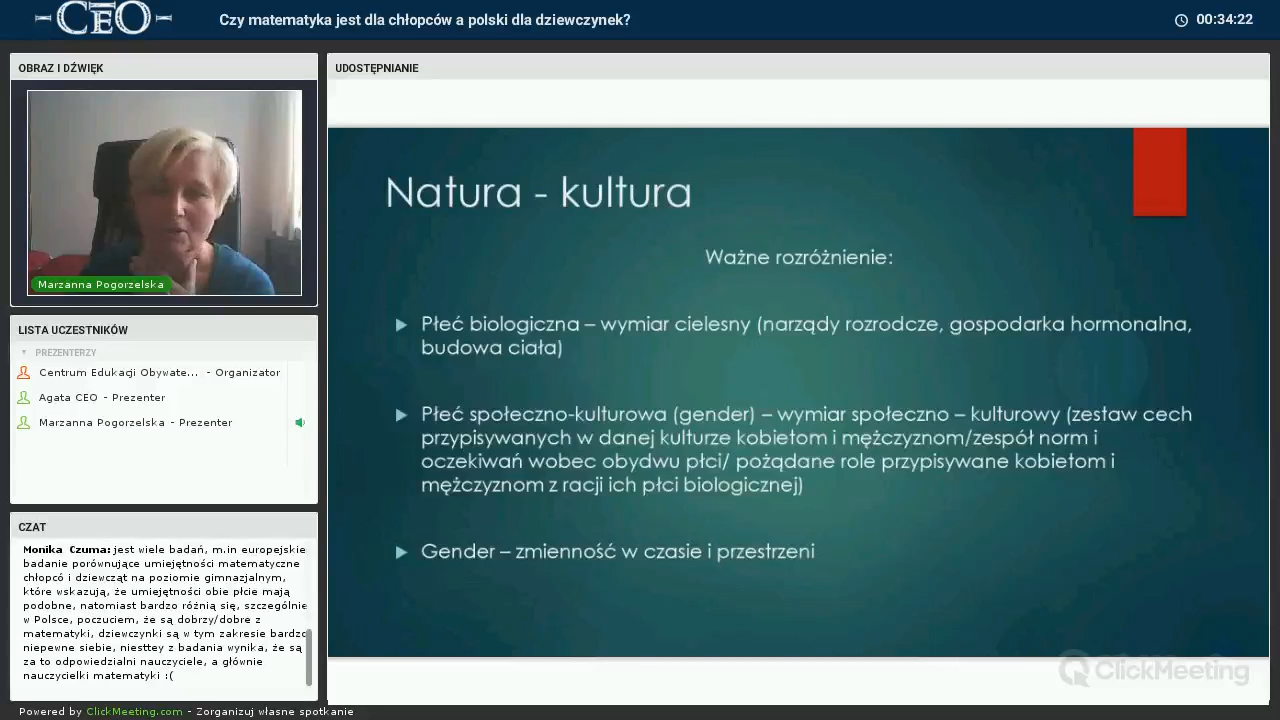 CEO
Czy matematyka jest dla chłopców a polski dla dziewczynek?
00:34:22
OBRAZ I DŹWIĘK
Marzanna Pogorzelska
LISTA UCZESTNIKÓW
PREZENTERZY
Centrum Edukacji Obywate... - Organizator
Agata CEO - Prezenter
Marzanna Pogorzelska - Prezenter
CZAT
Monika Czuma: jest wiele badań, m.in europejskie
badanie porównujące umiejętności matematyczne
chłopcó i dziewcząt na poziomie gimnazjalnym,
które wskazują, że umiejętności obie płcie mają
podobne, natomiast bardzo różnią się, szczególnie
w Polsce, poczuciem, że są dobrzy/dobre z
matematyki, dziewczynki są w tym zakresie bardzo
niepewne siebie, niesttey z badania wynika, że są
za to odpowiedzialni nauczyciele, a głównie
nauczycielki matematyki :(
UDOSTĘPNIANIE
Natura - kultura
Ważne rozróżnienie:
Płeć biologiczna – wymiar cielesny (narządy rozrodcze, gospodarka hormonalna,
budowa ciała)
Płeć społeczno-kulturowa (gender) – wymiar społeczno – kulturowy (zestaw cech
przypisywanych w danej kulturze kobietom i mężczyznom/zespół norm i
oczekiwań wobec obydwu płci/ pożądane role przypisywane kobietom i
mężczyznom z racji ich płci biologicznej)
Gender – zmienność w czasie i przestrzeni
ClickMeeting
Powered by ClickMeeting.com - Zorganizuj własne spotkanie